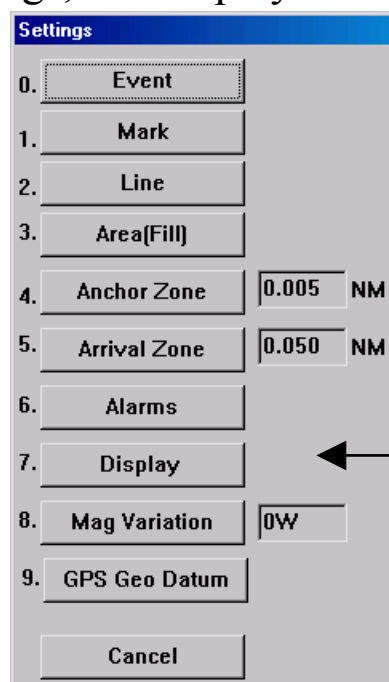 Settings
0. Event
1. Mark
2. Line
3. Area(Fill)
4. Anchor Zone 0.005 NM
5. Arrival Zone 0.050 NM
6. Alarms
7. Display
8. Mag Variation 0W
9. GPS Geo Datum
Cancel